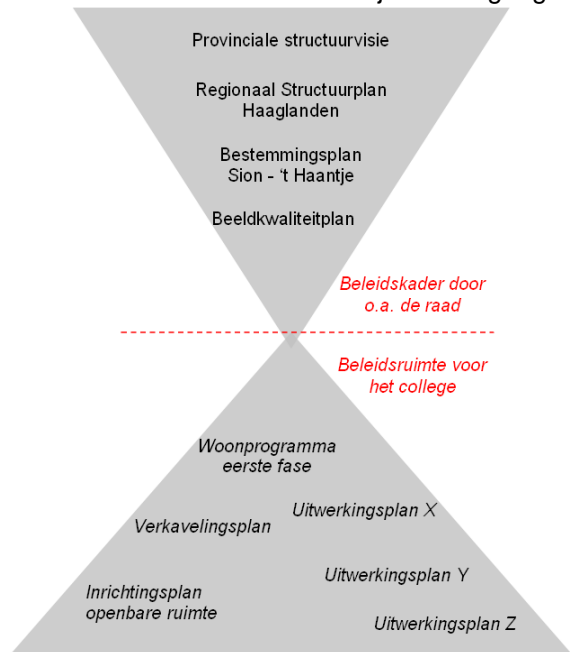 Provinciale structuurvisie
Regionaal Structuurplan
Haaglanden
Bestemmingsplan
Sion - ‘t Haantje
Beeldkwaliteitplan
Beleidskader door
o.a. de raad
Beleidsruimte voor
het college
Woonprogramma
eerste fase
Uitwerkingsplan X
Verkavelingsplan
Uitwerkingsplan Y
Inrichtingsplan
openbare ruimte
Uitwerkingsplan Z